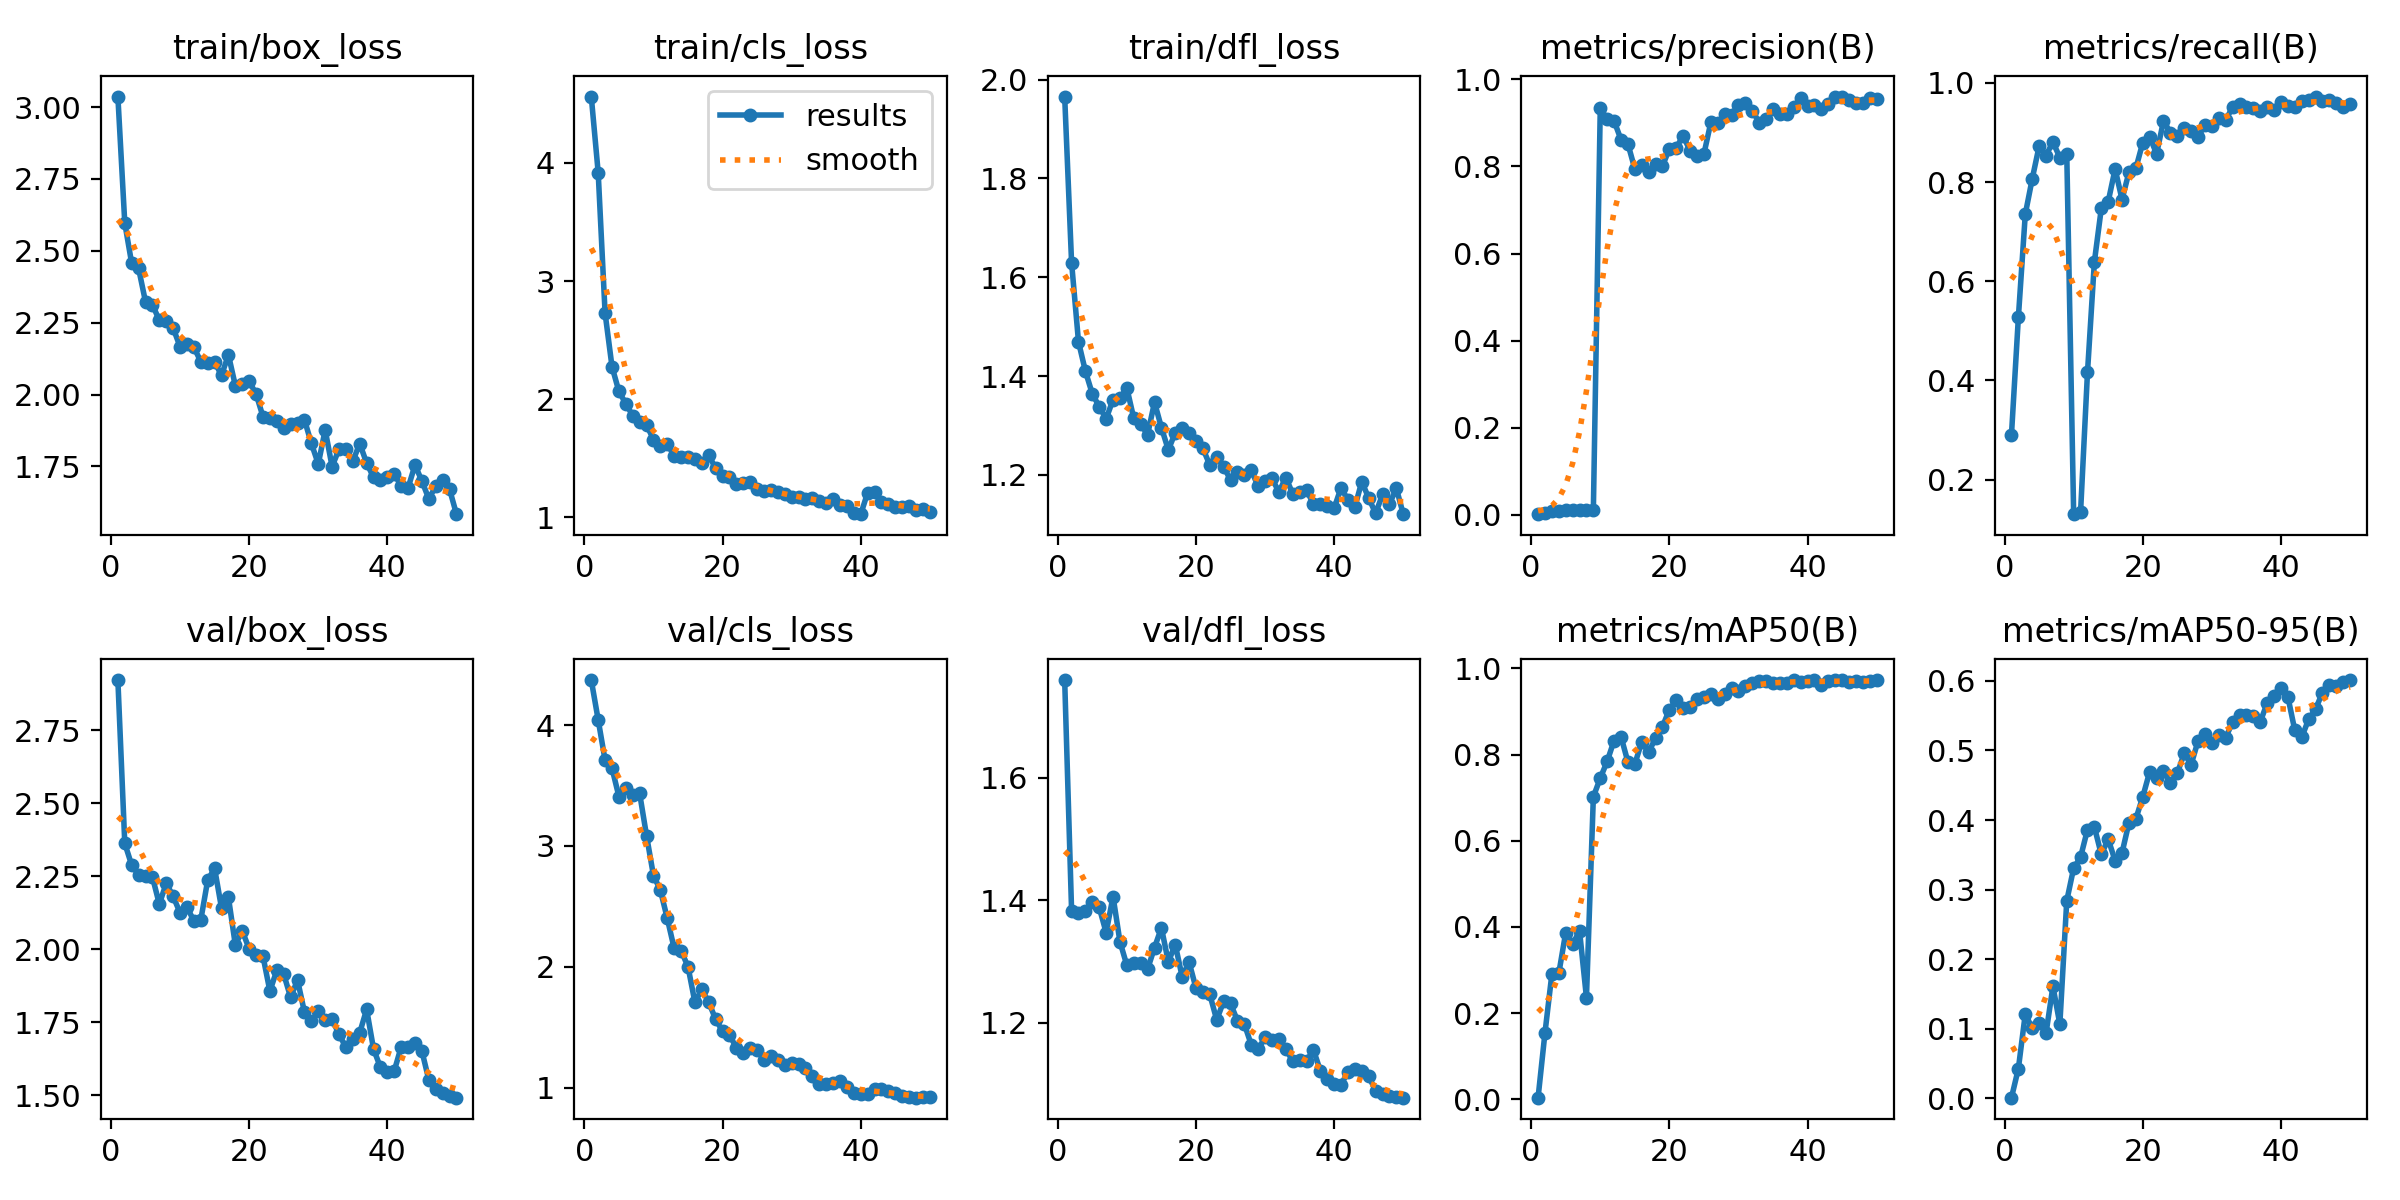 train/box_loss
3.00
2.75
2.50
2.25
2.00
1.75
0 20 40
train/cls_loss
results
smooth
4
3
2
1
0 20 40
train/dfl_loss
2.0
1.8
1.6
1.4
1.2
0 20 40
metrics/precision(B)
1.0
0.8
0.6
0.4
0.2
0.0
0 20 40
metrics/recall(B)
1.0
0.8
0.6
0.4
0.2
0 20 40
val/box_loss
2.75
2.50
2.25
2.00
1.75
1.50
0 20 40
val/cls_loss
4
3
2
1
0 20 40
val/dfl_loss
1.6
1.4
1.2
0 20 40
metrics/mAP50(B)
1.0
0.8
0.6
0.4
0.2
0.0
0 20 40
metrics/mAP50-95(B)
0.6
0.5
0.4
0.3
0.2
0.1
0.0
0 20 40